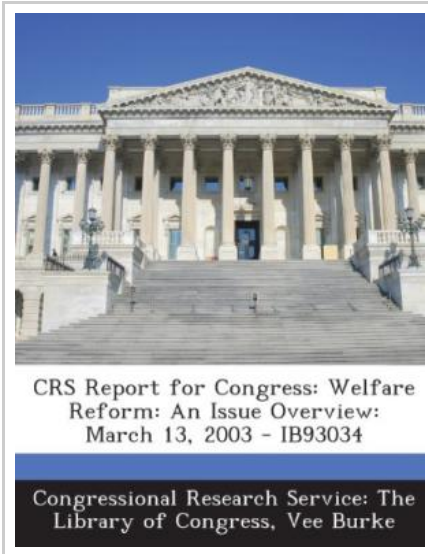 CRS Report for Congress: Welfare
Reform: An Issue Overview:
March 13, 2003 - IB93034
Congressional Research Service: The
Library of Congress, Vee Burke